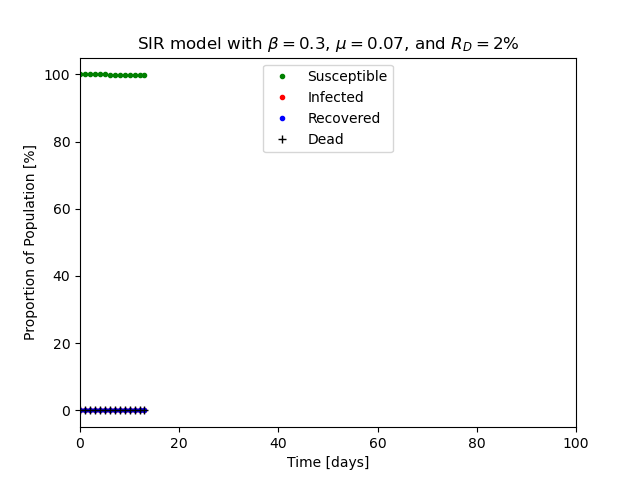 SIR model with β = 0.3, μ = 0.07, and R_D = 2%
Proportion of Population [%]
100
80
60
40
20
0
Susceptible
Infected
Recovered
Dead
0 20 40 60 80 100
Time [days]